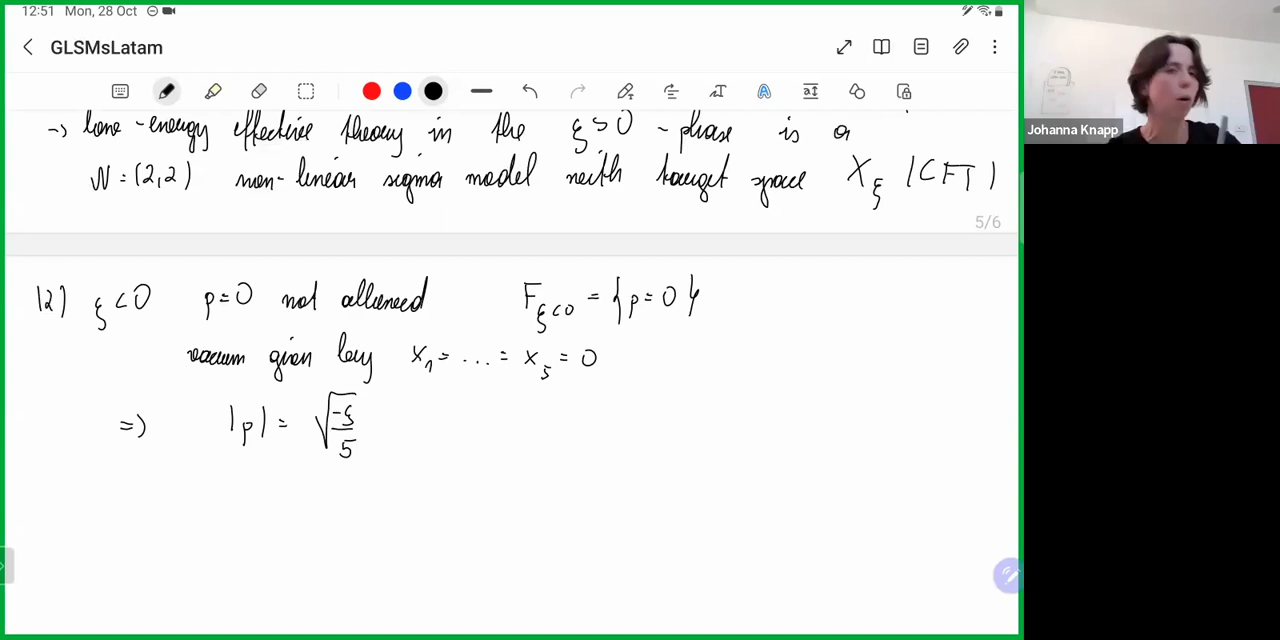 12:51 Mon, 28 Oct
GLSMsLatam
-> low-energy effective theory in the ξ>0 - phase is a
N=(2,2) non-linear sigma model with target space X_ξ (CFT)
5/6
(2) ξ<0 p=0 not allowed F_{ξ<0} = {p=0}
vacuum given by x_1 = ... = x_5 = 0
=> |p| = √(-ξ/5)
Johanna Knapp